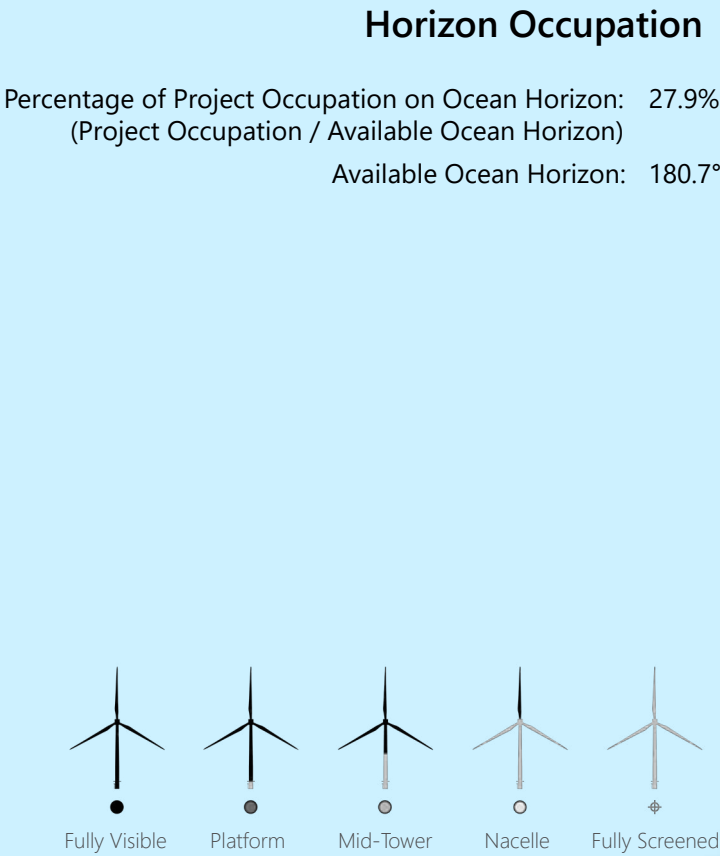 Horizon Occupation
Percentage of Project Occupation on Ocean Horizon: 27.9%
(Project Occupation / Available Ocean Horizon)
Available Ocean Horizon: 180.7°
Fully Visible Platform Mid-Tower Nacelle Fully Screened